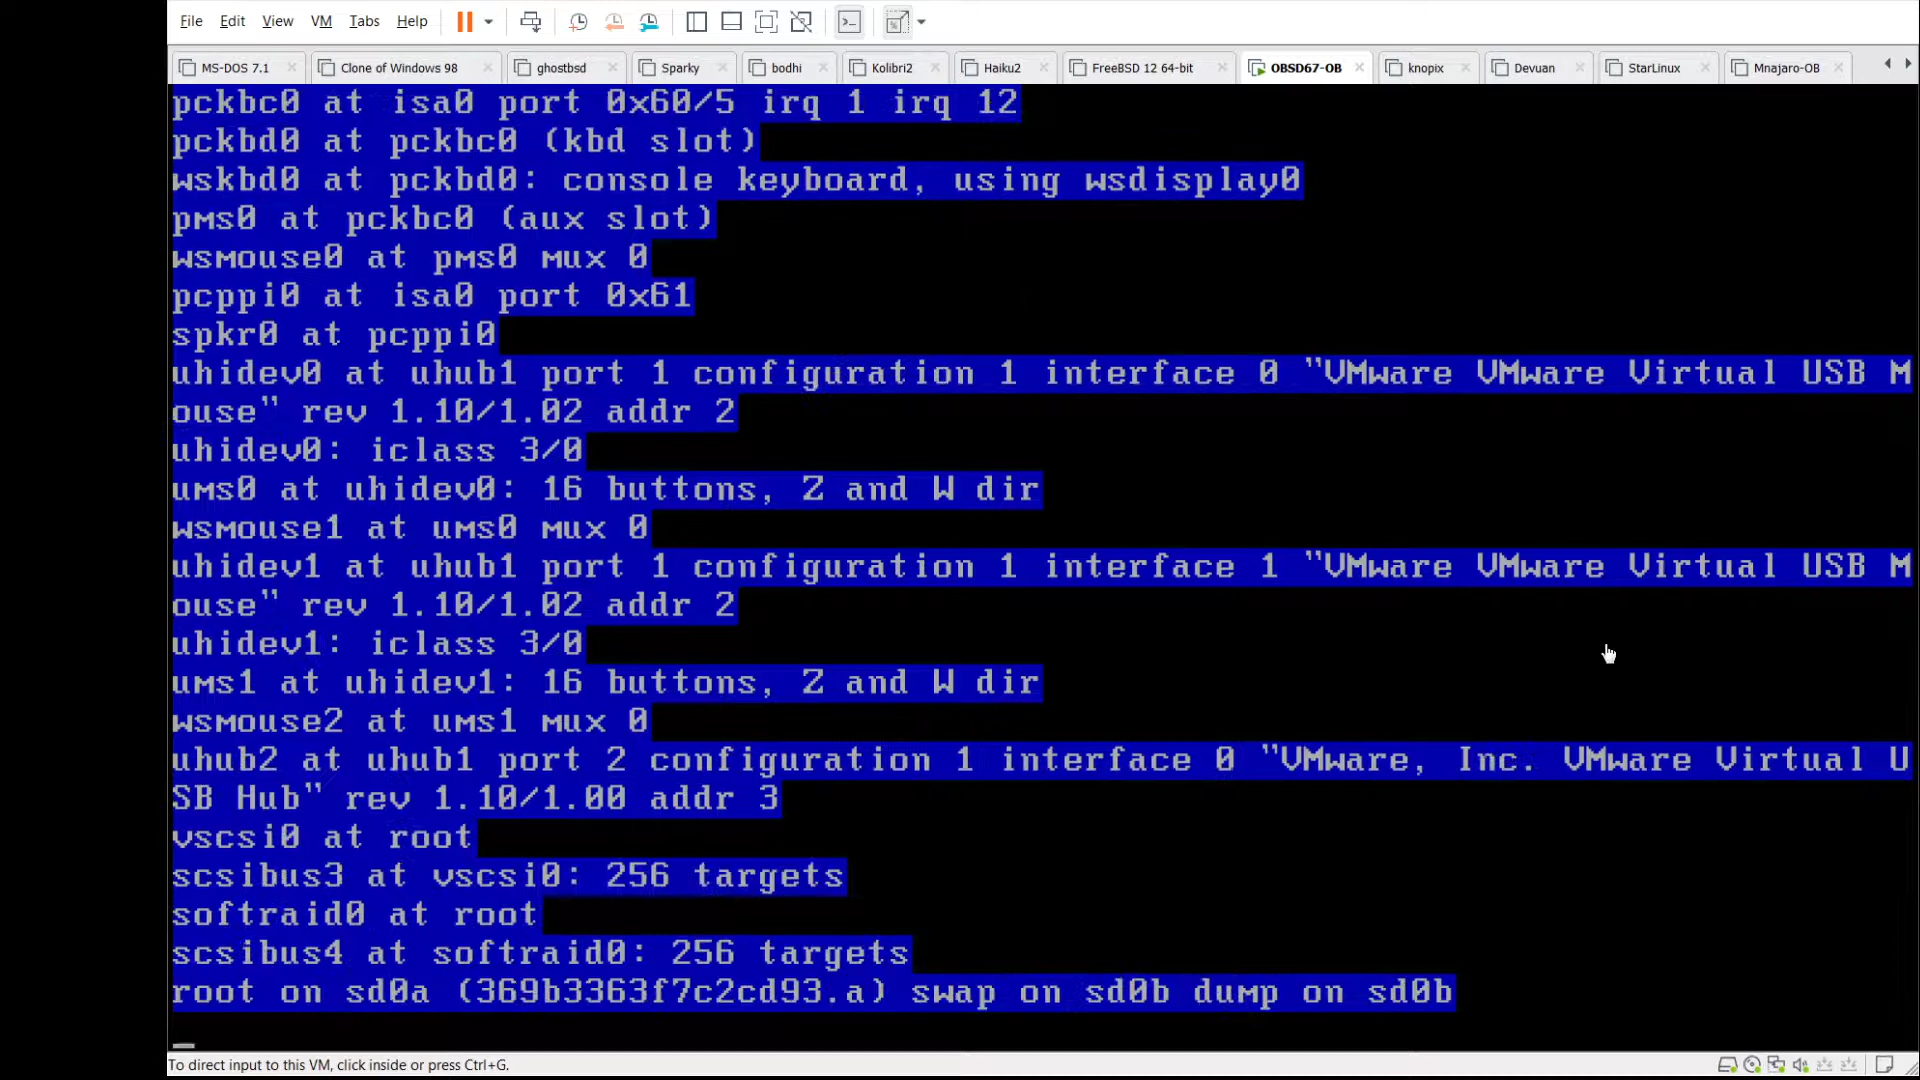 File Edit View VM Tabs Help
MS-DOS 7.1 Clone of Windows 98 ghostbsd Sparky bodhi Kolibri2 Haiku2 FreeBSD 12 64-bit OBSD67-OB knopix Devuan StarLinux Mnajaro-OB
pckbc0 at isa0 port 0x60/5 irq 1 irq 12
pckbd0 at pckbc0 (kbd slot)
wskbd0 at pckbd0: console keyboard, using wsdisplay0
pms0 at pckbc0 (aux slot)
wsmouse0 at pms0 mux 0
pcppi0 at isa0 port 0x61
spkr0 at pcppi0
uhidev0 at uhub1 port 1 configuration 1 interface 0 "VMware VMware Virtual USB M
ouse" rev 1.10/1.02 addr 2
uhidev0: iclass 3/0
ums0 at uhidev0: 16 buttons, Z and W dir
wsmouse1 at ums0 mux 0
uhidev1 at uhub1 port 1 configuration 1 interface 1 "VMware VMware Virtual USB M
ouse" rev 1.10/1.02 addr 2
uhidev1: iclass 3/0
ums1 at uhidev1: 16 buttons, Z and W dir
wsmouse2 at ums1 mux 0
uhub2 at uhub1 port 2 configuration 1 interface 0 "VMware, Inc. VMware Virtual U
SB Hub" rev 1.10/1.00 addr 3
vscsi0 at root
scsibus3 at vscsi0: 256 targets
softraid0 at root
scsibus4 at softraid0: 256 targets
root on sd0a (369b3363f7c2cd93.a) swap on sd0b dump on sd0b
To direct input to this VM, click inside or press Ctrl+G.